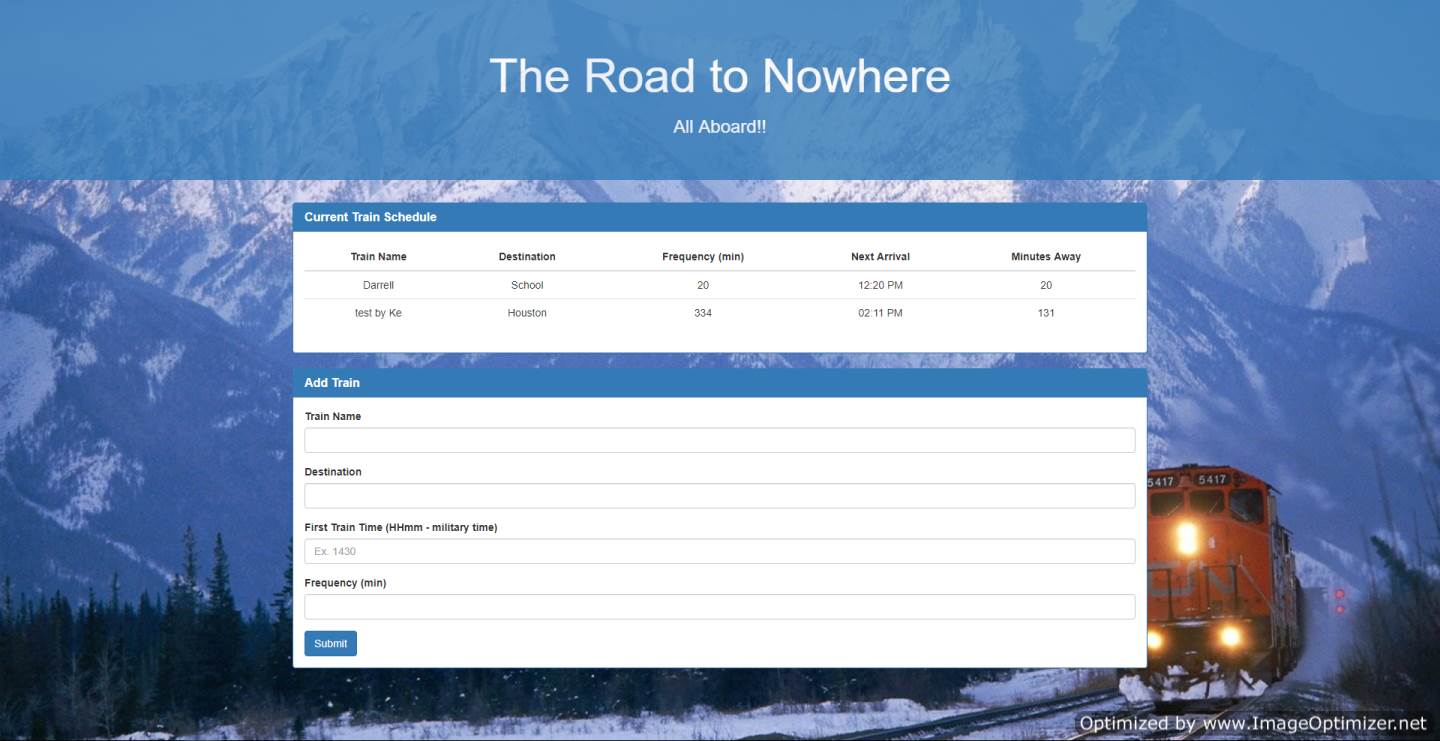 The Road to Nowhere
All Aboard!!
Current Train Schedule
Train Name Destination Frequency (min) Next Arrival Minutes Away
Darrell School 20 12:20 PM 20
test by Ke Houston 334 02:11 PM 131
Add Train
Train Name
Destination
First Train Time (HHmm - military time)
Ex. 1430
Frequency (min)
Submit
5417 5417
CN
Optimized by www.ImageOptimizer.net